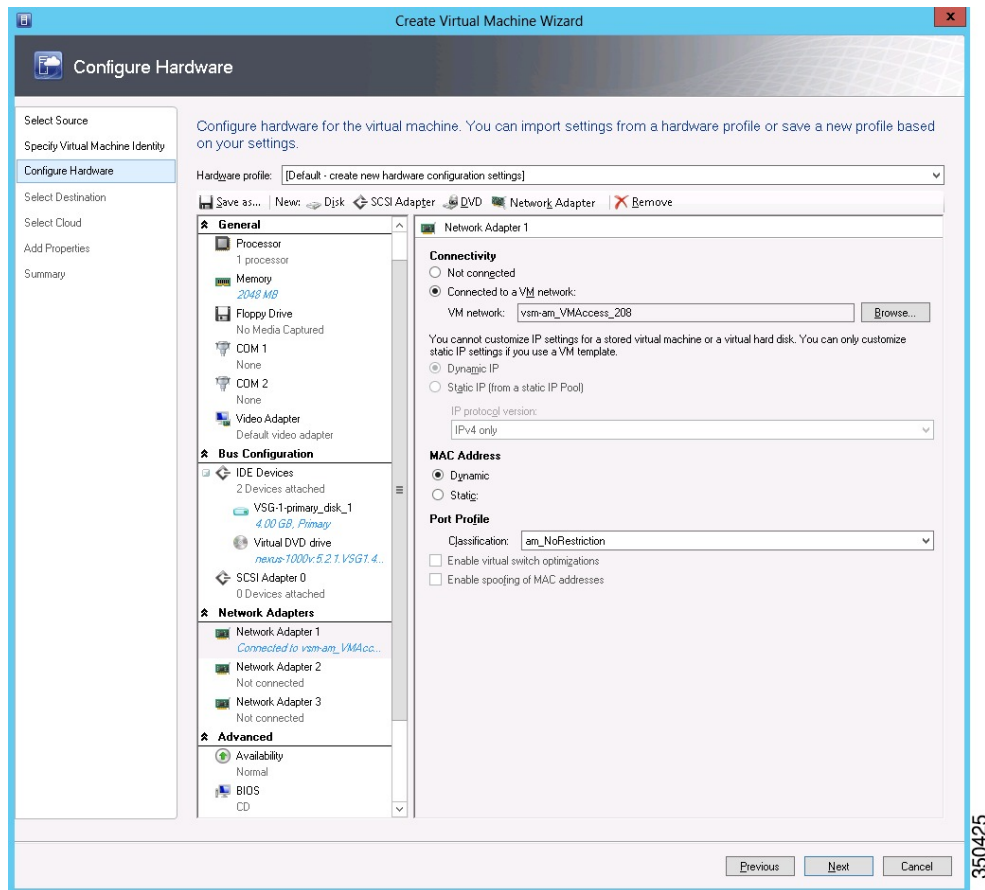 Create Virtual Machine Wizard
x
Configure Hardware
Select Source
Specify Virtual Machine Identity
Configure Hardware
Select Destination
Select Cloud
Add Properties
Summary
Configure hardware for the virtual machine. You can import settings from a hardware profile or save a new profile based
on your settings.
Hardware profile: [Default - create new hardware configuration settings]
Save as... New: Disk SCSI Adapter DVD Network Adapter Remove
General
Processor
1 processor
Memory
2048 MB
Floppy Drive
No Media Captured
COM 1
None
COM 2
None
Video Adapter
Default video adapter
Bus Configuration
IDE Devices
2 Devices attached
VSG-1-primary_disk_1
4.00 GB, Primary
Virtual DVD drive
nexus-1000v.5.2.1.VSG1.4...
SCSI Adapter 0
0 Devices attached
Network Adapters
Network Adapter 1
Connected to vsm-am_VMAcc...
Network Adapter 2
Not connected
Network Adapter 3
Not connected
Advanced
Availability
Normal
BIOS
CD
Network Adapter 1
Connectivity
Not connected
Connected to a VM network:
VM network: vsm-am_VMAccess_208 Browse...
You cannot customize IP settings for a stored virtual machine or a virtual hard disk. You can only customize
static IP settings if you use a VM template.
Dynamic IP
Static IP (from a static IP Pool)
IP protocol version:
IPv4 only
MAC Address
Dynamic
Static:
Port Profile
Classification: am_NoRestriction
Enable virtual switch optimizations
Enable spoofing of MAC addresses
Previous Next Cancel
350425